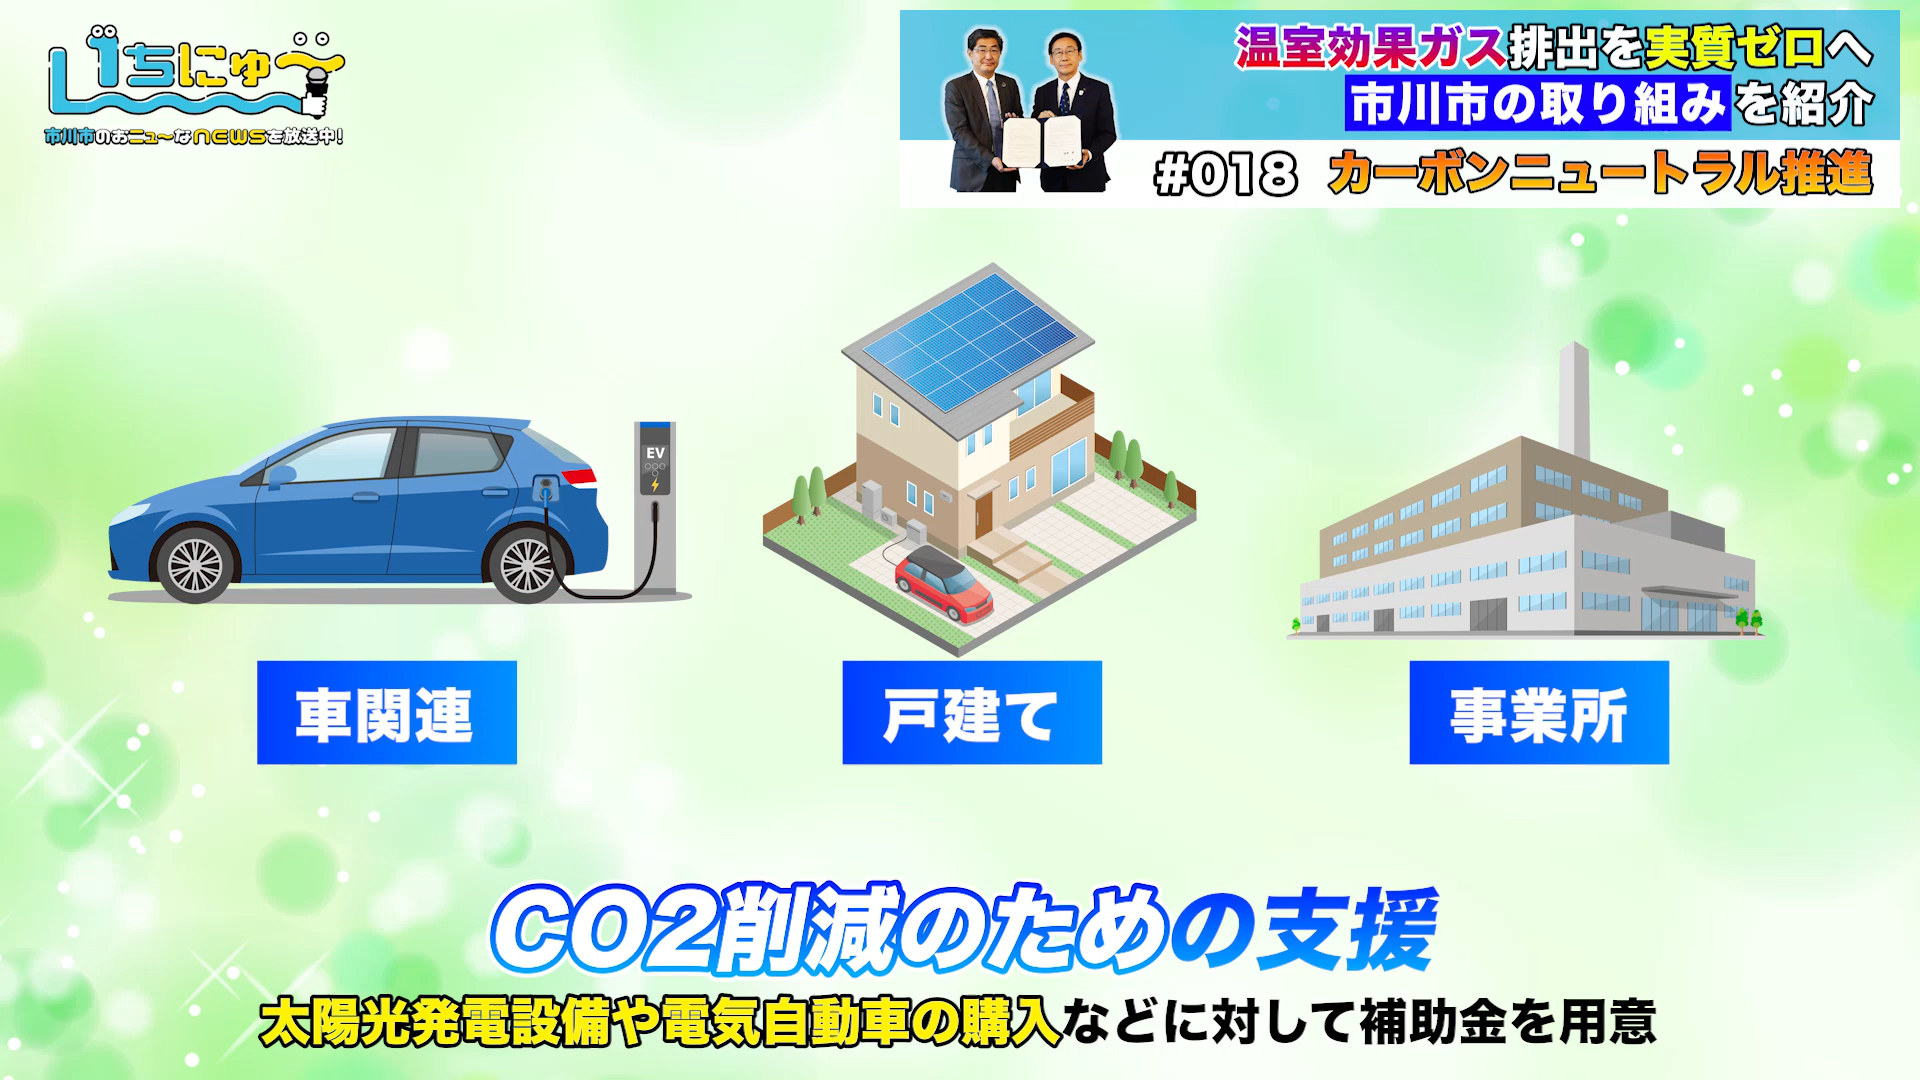 いちにゅ〜
市川市のおニュ〜なnewsを放送中!
温室効果ガス排出を実質ゼロへ
市川市の取り組みを紹介
#018 カーボンニュートラル推進
EV
車関連
戸建て
事業所
CO2削減のための支援
太陽光発電設備や電気自動車の購入などに対して補助金を用意